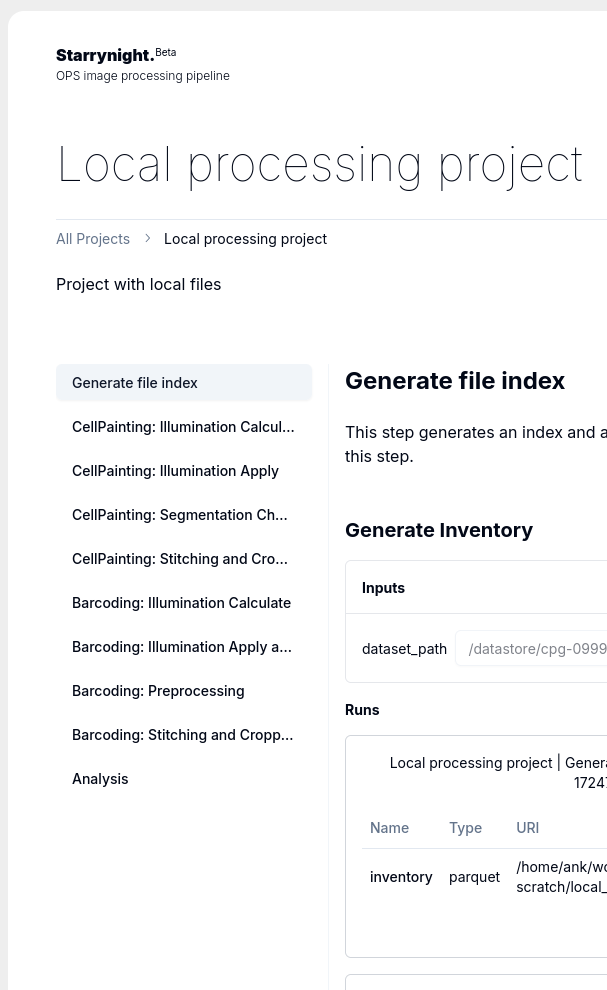 Starrynight.Beta
OPS image processing pipeline
Local processing project
All Projects > Local processing project
Project with local files
Generate file index
CellPainting: Illumination Calcul...
CellPainting: Illumination Apply
CellPainting: Segmentation Ch...
CellPainting: Stitching and Cro...
Barcoding: Illumination Calculate
Barcoding: Illumination Apply a...
Barcoding: Preprocessing
Barcoding: Stitching and Cropp...
Analysis
Generate file index
This step generates an index and a
this step.
Generate Inventory
Inputs
dataset_path /datastore/cpg-0999
Runs
Local processing project | Genera
1724
Name Type URI
inventory parquet /home/ank/wo
scratch/local_